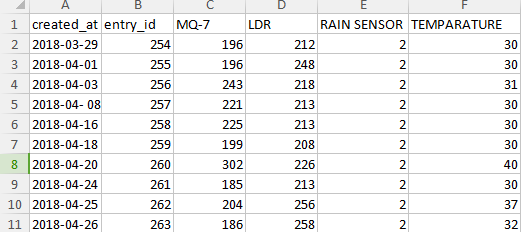 A B C D E F
1 created_at entry_id MQ-7 LDR RAIN SENSOR TEMPARATURE
2 2018-03-29 254 196 212 2 30
3 2018-04-01 255 196 248 2 30
4 2018-04-03 256 243 218 2 31
5 2018-04- 08 257 221 213 2 30
6 2018-04-16 258 225 213 2 30
7 2018-04-18 259 199 208 2 30
8 2018-04-20 260 302 226 2 40
9 2018-04-24 261 185 213 2 30
10 2018-04-25 262 204 256 2 37
11 2018-04-26 263 186 258 2 32